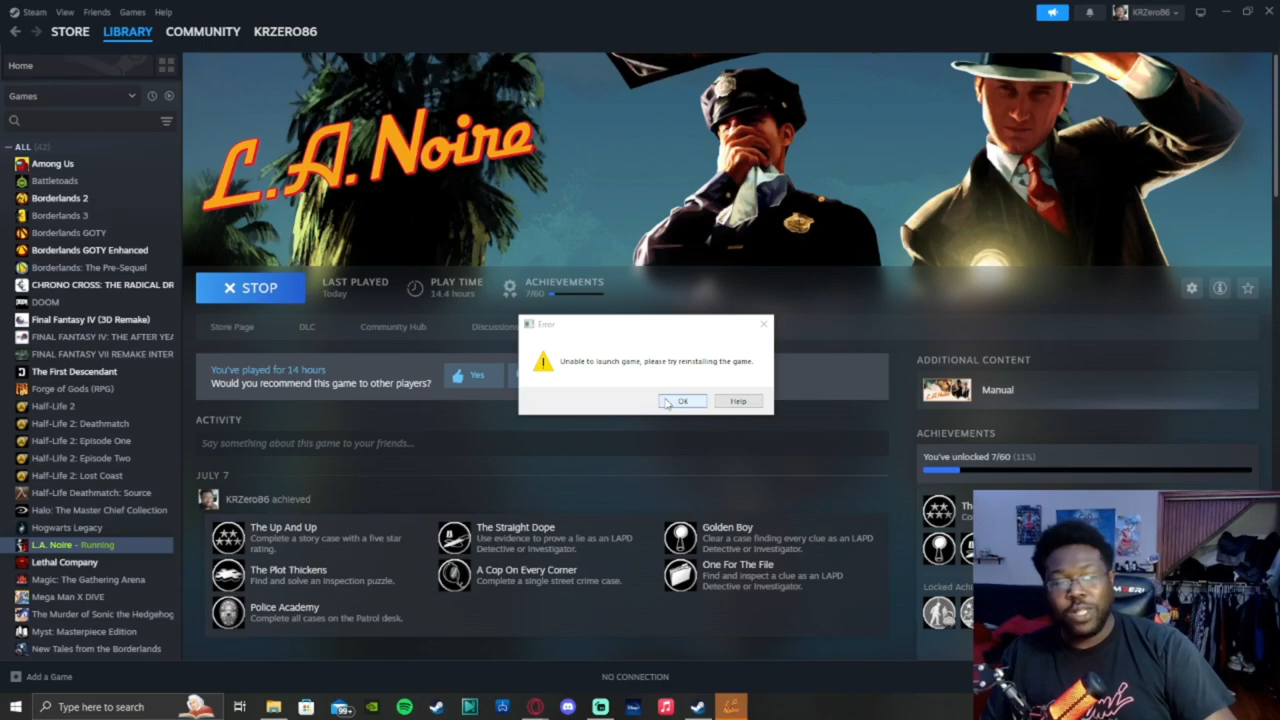 Steam View Friends Games Help
KRZero86
STORE LIBRARY COMMUNITY KRZERO86
Home
Games
ALL (42)
Among Us
Battletoads
Borderlands 2
Borderlands 3
Borderlands GOTY
Borderlands GOTY Enhanced
Borderlands: The Pre-Sequel
CHRONO CROSS: THE RADICAL DR
DOOM
Final Fantasy IV (3D Remake)
FINAL FANTASY IV: THE AFTER YEA
FINAL FANTASY VII REMAKE INTER
The First Descendant
Forge of Gods (RPG)
Half-Life 2
Half-Life 2: Deathmatch
Half-Life 2: Episode One
Half-Life 2: Episode Two
Half-Life 2: Lost Coast
Half-Life Deathmatch: Source
Halo: The Master Chief Collection
Hogwarts Legacy
L.A. Noire - Running
Lethal Company
Magic: The Gathering Arena
Mega Man X DIVE
The Murder of Sonic the Hedgehog
Myst: Masterpiece Edition
New Tales from the Borderlands
L.A. Noire
STOP
LAST PLAYED
Today
PLAY TIME
14.4 hours
ACHIEVEMENTS
7/60
Store Page DLC Community Hub Discussions
Error
Unable to launch game, please try reinstalling the game.
OK Help
You've played for 14 hours
Would you recommend this game to other players?
Yes
ACTIVITY
Say something about this game to your friends...
JULY 7
KRZero86 achieved
The Up And Up
Complete a story case with a five star
rating.
The Straight Dope
Use evidence to prove a lie as an LAPD
Detective or Investigator.
Golden Boy
Clear a case finding every clue as an LAPD
Detective or Investigator.
The Plot Thickens
Find and solve an inspection puzzle.
A Cop On Every Corner
Complete a single street crime case.
One For The File
Find and inspect a clue as an LAPD
Detective or Investigator.
Police Academy
Complete all cases on the Patrol desk.
ADDITIONAL CONTENT
Manual
ACHIEVEMENTS
You've unlocked 7/60 (11%)
Locked Achie
Add a Game
NO CONNECTION
Type here to search
99+